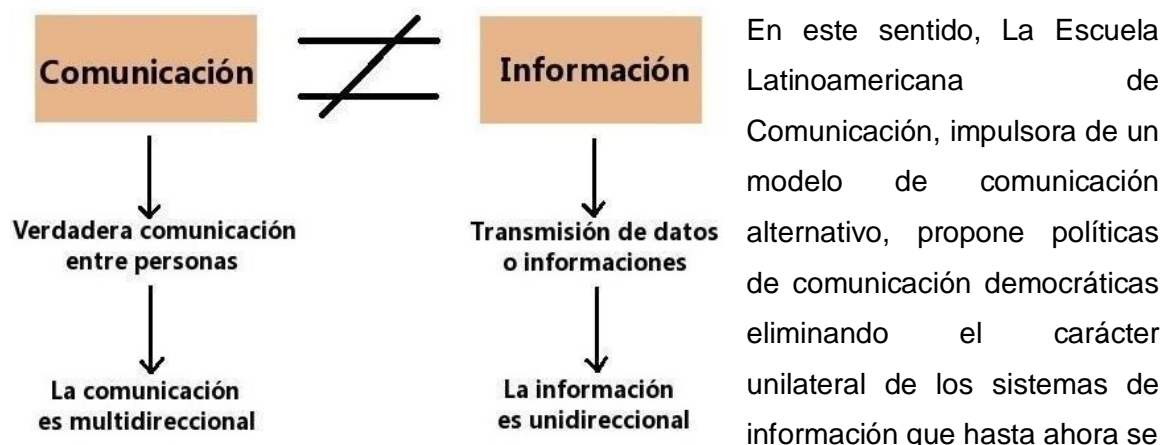 Comunicación
Información
Verdadera comunicación
entre personas
Transmisión de datos
o informaciones
La comunicación
es multidireccional
La información
es unidireccional
En este sentido, La Escuela
Latinoamericana de
Comunicación, impulsora de un
modelo de comunicación
alternativo, propone políticas
de comunicación democráticas
eliminando el carácter
unilateral de los sistemas de
información que hasta ahora se